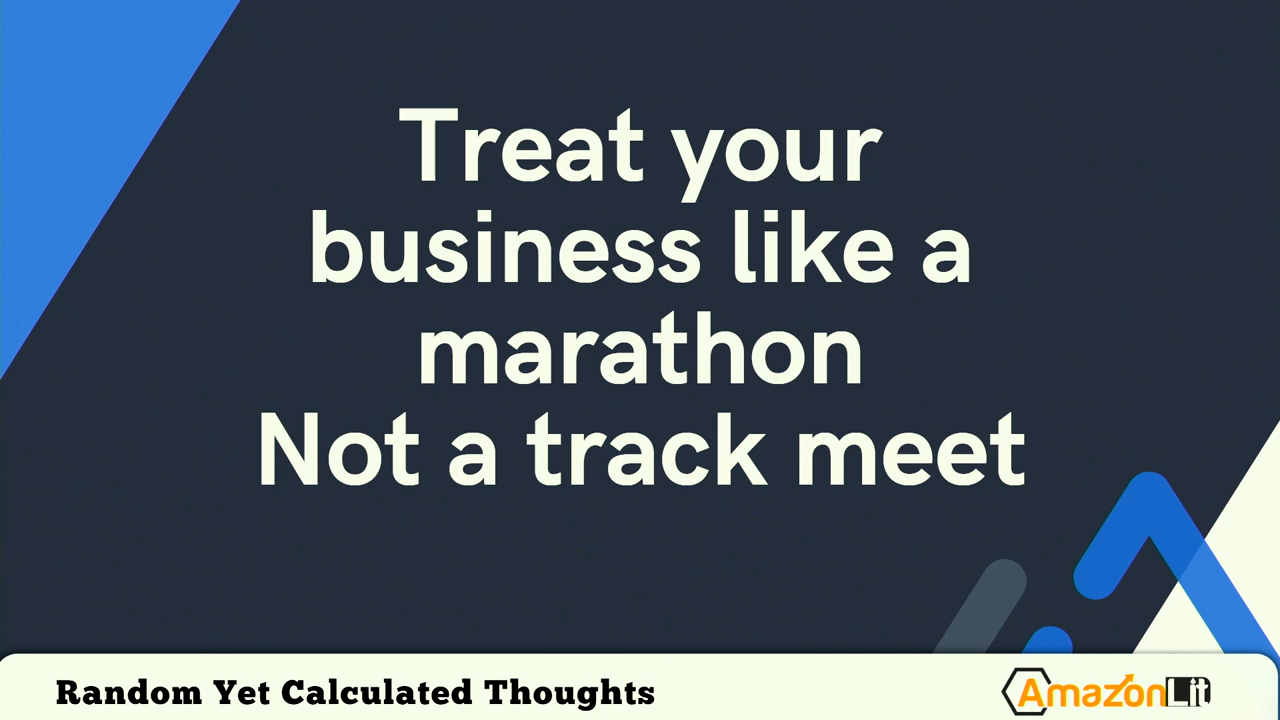 Treat your
business like a
marathon
Not a track meet
Random Yet Calculated Thoughts
AmazonLit